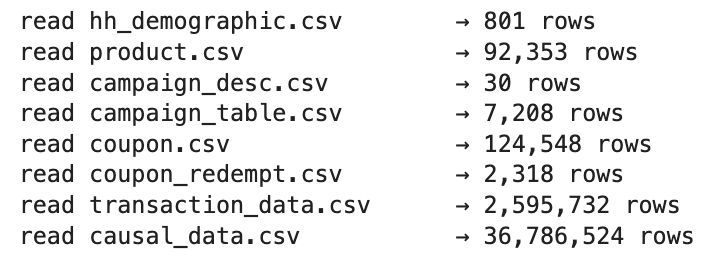 read hh_demographic.csv → 801 rows
read product.csv → 92,353 rows
read campaign_desc.csv → 30 rows
read campaign_table.csv → 7,208 rows
read coupon.csv → 124,548 rows
read coupon_redempt.csv → 2,318 rows
read transaction_data.csv → 2,595,732 rows
read causal_data.csv → 36,786,524 rows